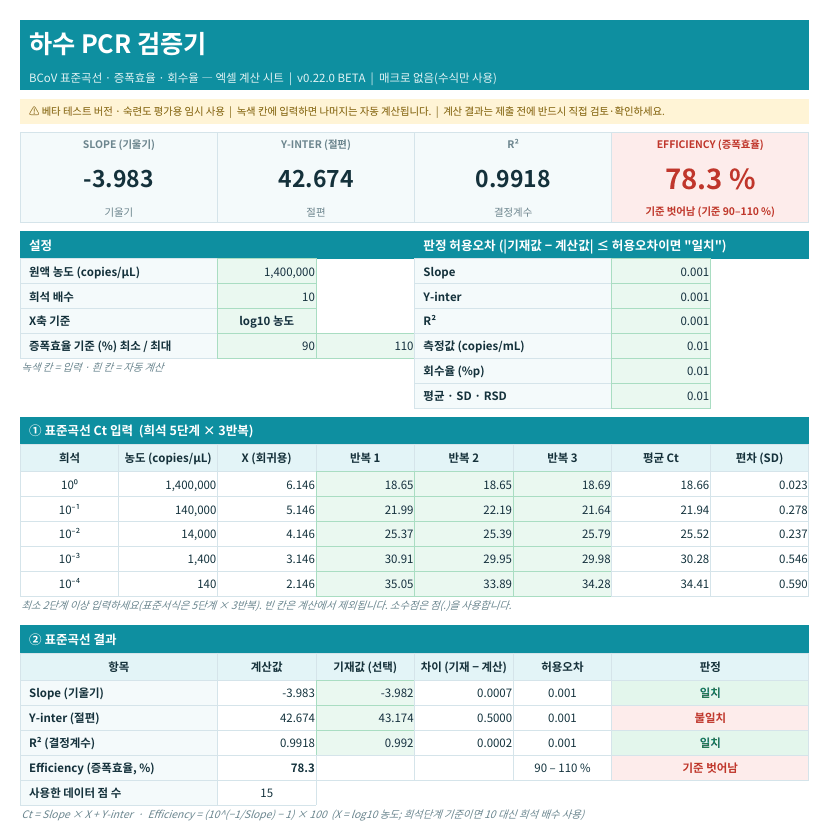 하수 PCR 검증기
BCoV 표준곡선 · 증폭효율 · 회수율 — 엑셀 계산 시트 | v0.22.0 BETA | 매크로 없음(수식만 사용)
⚠ 베타 테스트 버전 · 숙련도 평가용 임시 사용 | 녹색 칸에 입력하면 나머지는 자동 계산됩니다. | 계산 결과는 제출 전에 반드시 직접 검토·확인하세요.
SLOPE (기울기) Y-INTER (절편) R² EFFICIENCY (증폭효율)
-3.983 42.674 0.9918 78.3 %
기울기 절편 결정계수 기준 벗어남 (기준 90–110 %)
설정 판정 허용오차 (|기재값 − 계산값| ≤ 허용오차이면 "일치")
원액 농도 (copies/µL) 1,400,000 Slope 0.001
희석 배수 10 Y-inter 0.001
X축 기준 log10 농도 R² 0.001
증폭효율 기준 (%) 최소 / 최대 90 110 측정값 (copies/mL) 0.01
녹색 칸 = 입력 · 흰 칸 = 자동 계산 회수율 (%p) 0.01
평균 · SD · RSD 0.01
① 표준곡선 Ct 입력 (희석 5단계 × 3반복)
희석 농도 (copies/µL) X (회귀용) 반복 1 반복 2 반복 3 평균 Ct 편차 (SD)
10⁰ 1,400,000 6.146 18.65 18.65 18.69 18.66 0.023
10⁻¹ 140,000 5.146 21.99 22.19 21.64 21.94 0.278
10⁻² 14,000 4.146 25.37 25.39 25.79 25.52 0.237
10⁻³ 1,400 3.146 30.91 29.95 29.98 30.28 0.546
10⁻⁴ 140 2.146 35.05 33.89 34.28 34.41 0.590
최소 2단계 이상 입력하세요(표준서식은 5단계 × 3반복). 빈 칸은 계산에서 제외됩니다. 소수점은 점(.)을 사용합니다.
② 표준곡선 결과
항목 계산값 기재값 (선택) 차이 (기재 − 계산) 허용오차 판정
Slope (기울기) -3.983 -3.982 0.0007 0.001 일치
Y-inter (절편) 42.674 43.174 0.5000 0.001 불일치
R² (결정계수) 0.9918 0.992 0.0002 0.001 일치
Efficiency (증폭효율, %) 78.3 90 – 110 % 기준 벗어남
사용한 데이터 점 수 15
Ct = Slope × X + Y-inter · Efficiency = (10^(−1/Slope) − 1) × 100 (X = log10 농도; 희석단계 기준이면 10 대신 희석 배수 사용)